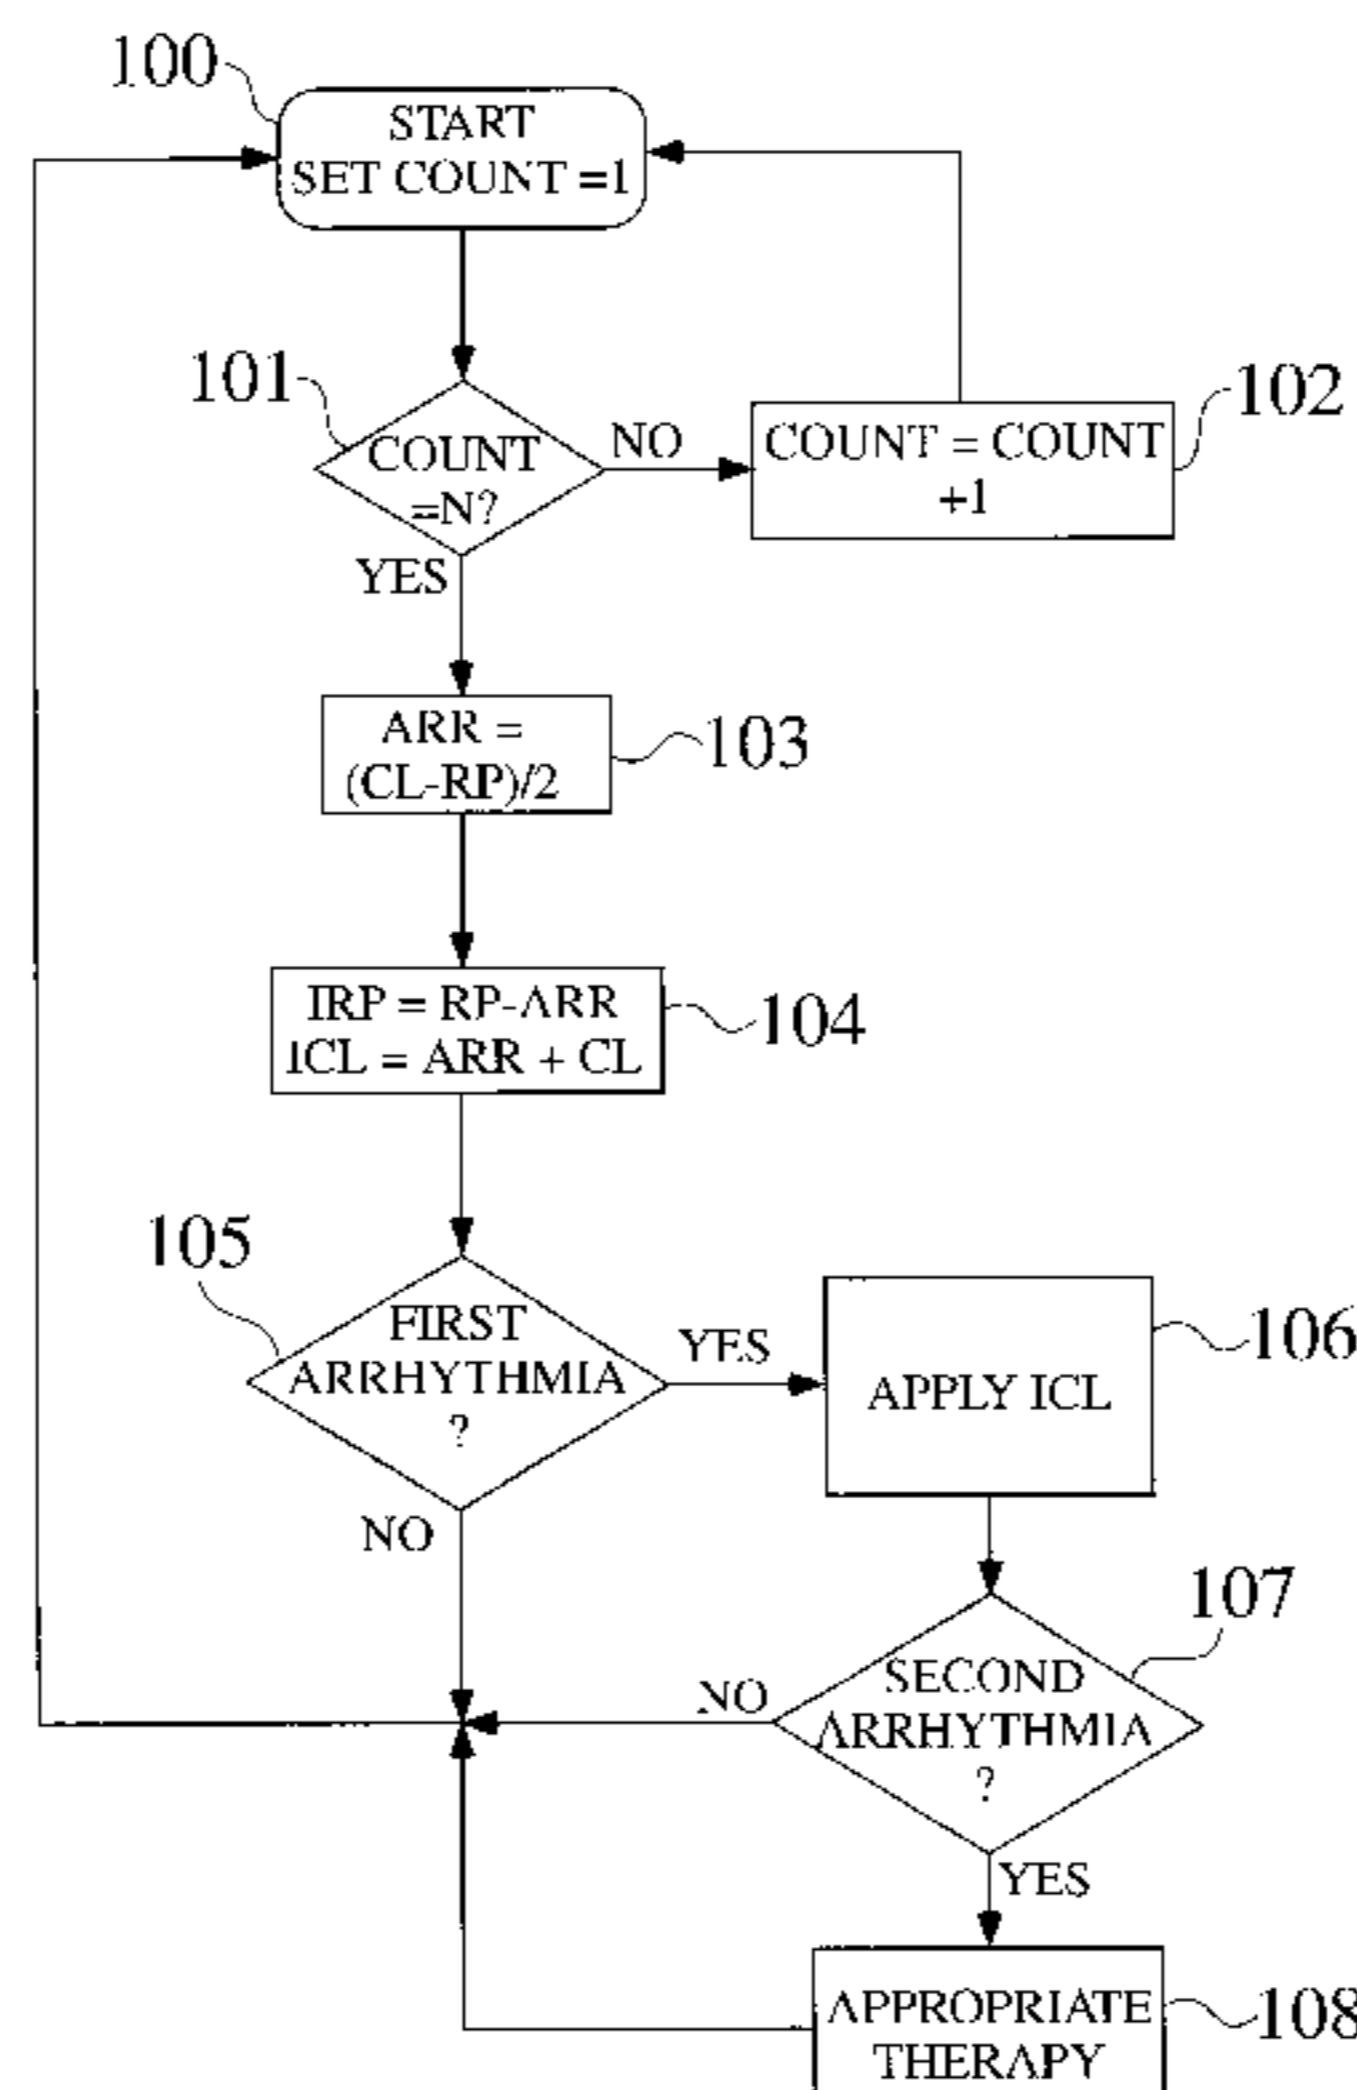 100
START
SET COUNT =1
101
COUNT
=N?
NO
102
COUNT = COUNT
+1
YES
ARR =
(CL-RP)/2
103
IRP = RP-ARR
ICL = ARR + CL
104
105
FIRST
ARRHYTHMIA
?
YES
APPLY ICL
106
NO
107
SECOND
ARRHYTHMIA
?
NO
YES
APPROPRIATE
THERAPY
108